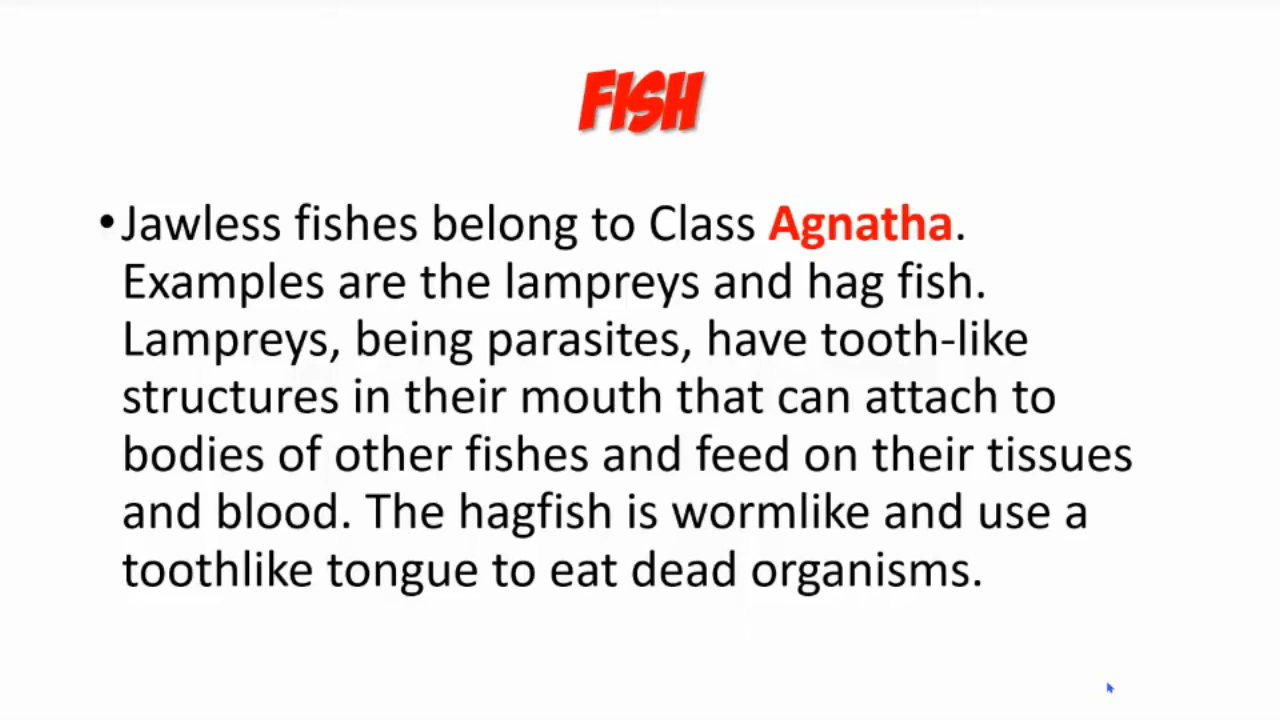 FISH
•Jawless fishes belong to Class Agnatha.
Examples are the lampreys and hag fish.
Lampreys, being parasites, have tooth-like
structures in their mouth that can attach to
bodies of other fishes and feed on their tissues
and blood. The hagfish is wormlike and use a
toothlike tongue to eat dead organisms.